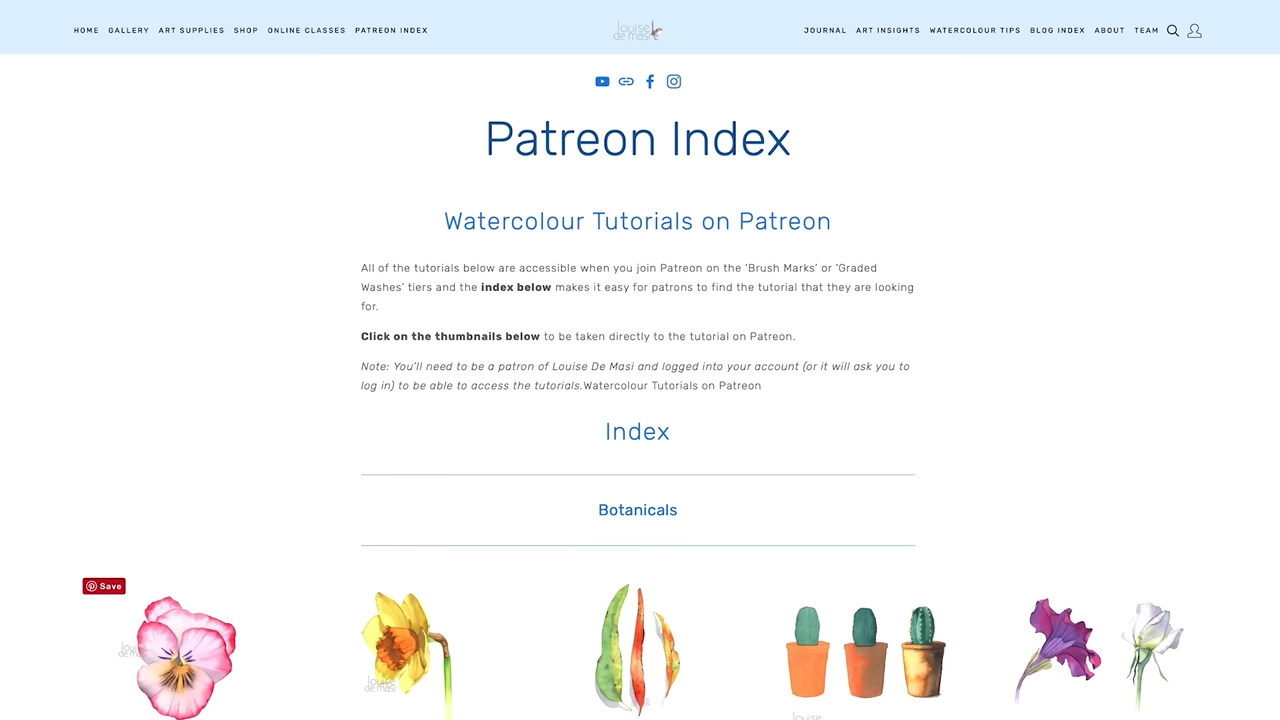 HOME GALLERY ART SUPPLIES SHOP ONLINE CLASSES PATREON INDEX
louise de masi
JOURNAL ART INSIGHTS WATERCOLOUR TIPS BLOG INDEX ABOUT TEAM
Patreon Index
Watercolour Tutorials on Patreon
All of the tutorials below are accessible when you join Patreon on the ‘Brush Marks’ or ‘Graded
Washes’ tiers and the index below makes it easy for patrons to find the tutorial that they are looking
for.
Click on the thumbnails below to be taken directly to the tutorial on Patreon.
Note: You’ll need to be a patron of Louise De Masi and logged into your account (or it will ask you to
log in) to be able to access the tutorials.Watercolour Tutorials on Patreon
Index
Botanicals
Save
louise
de masi
louise
de masi
louise